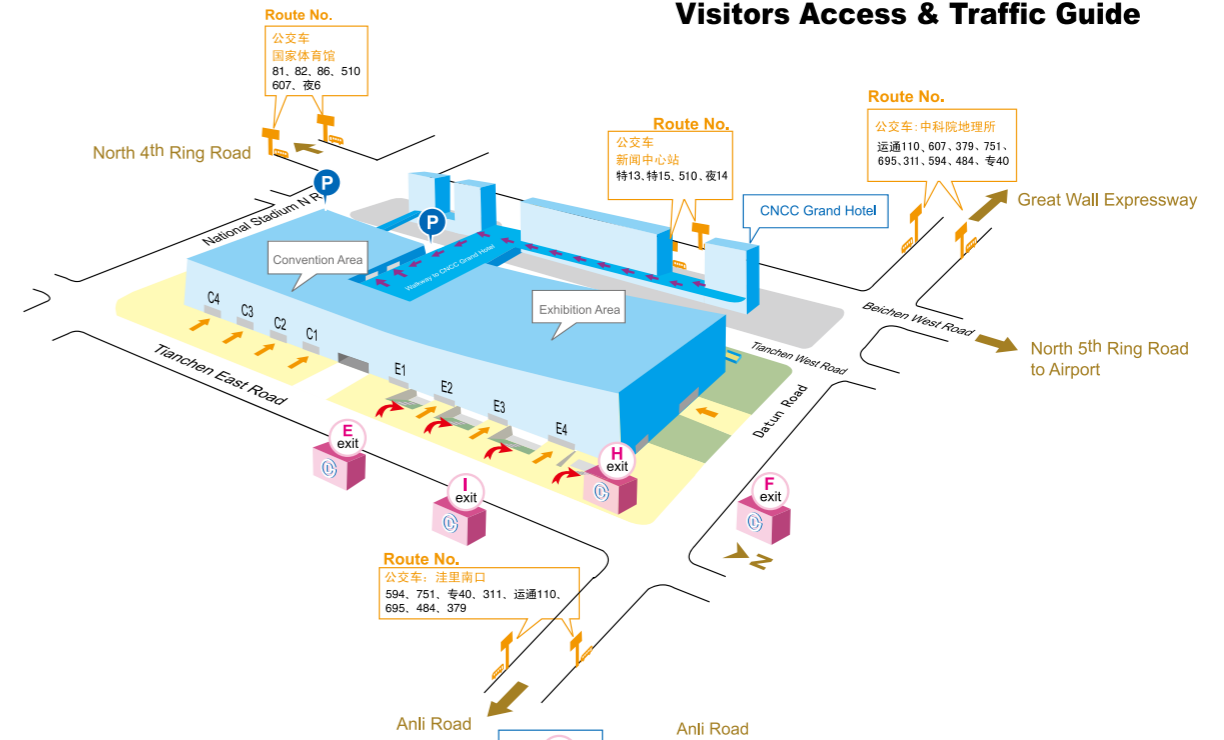 Visitors Access & Traffic Guide
Route No.
公交车
国家体育馆
81、82、86、510
607、夜6
North 4th Ring Road
Route No.
公交车
新闻中心站
特13、特15、510、夜14
Route No.
公交车:中科院地理所
运通110、607、379、751、
695、311、594、484、专40
Great Wall Expressway
CNCC Grand Hotel
P
P
National Stadium N R
Convention Area
Walkway to CNCC Grand Hotel
Exhibition Area
Beichen West Road
North 5th Ring Road
to Airport
Tianchen West Road
Datun Road
C4
C3
C2
C1
E1
E2
E3
E4
Tianchen East Road
E
exit
I
exit
H
exit
F
exit
N
Route No.
公交车：洼里南口
594、751、专40、311、运通110、
695、484、379
Anli Road
Anli Road